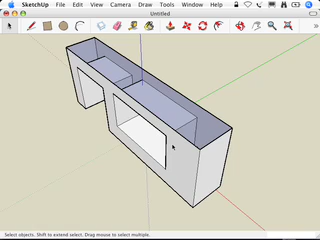 SketchUp File Edit View Camera Draw Tools Window Help
Untitled
Select objects. Shift to extend select. Drag mouse to select multiple.